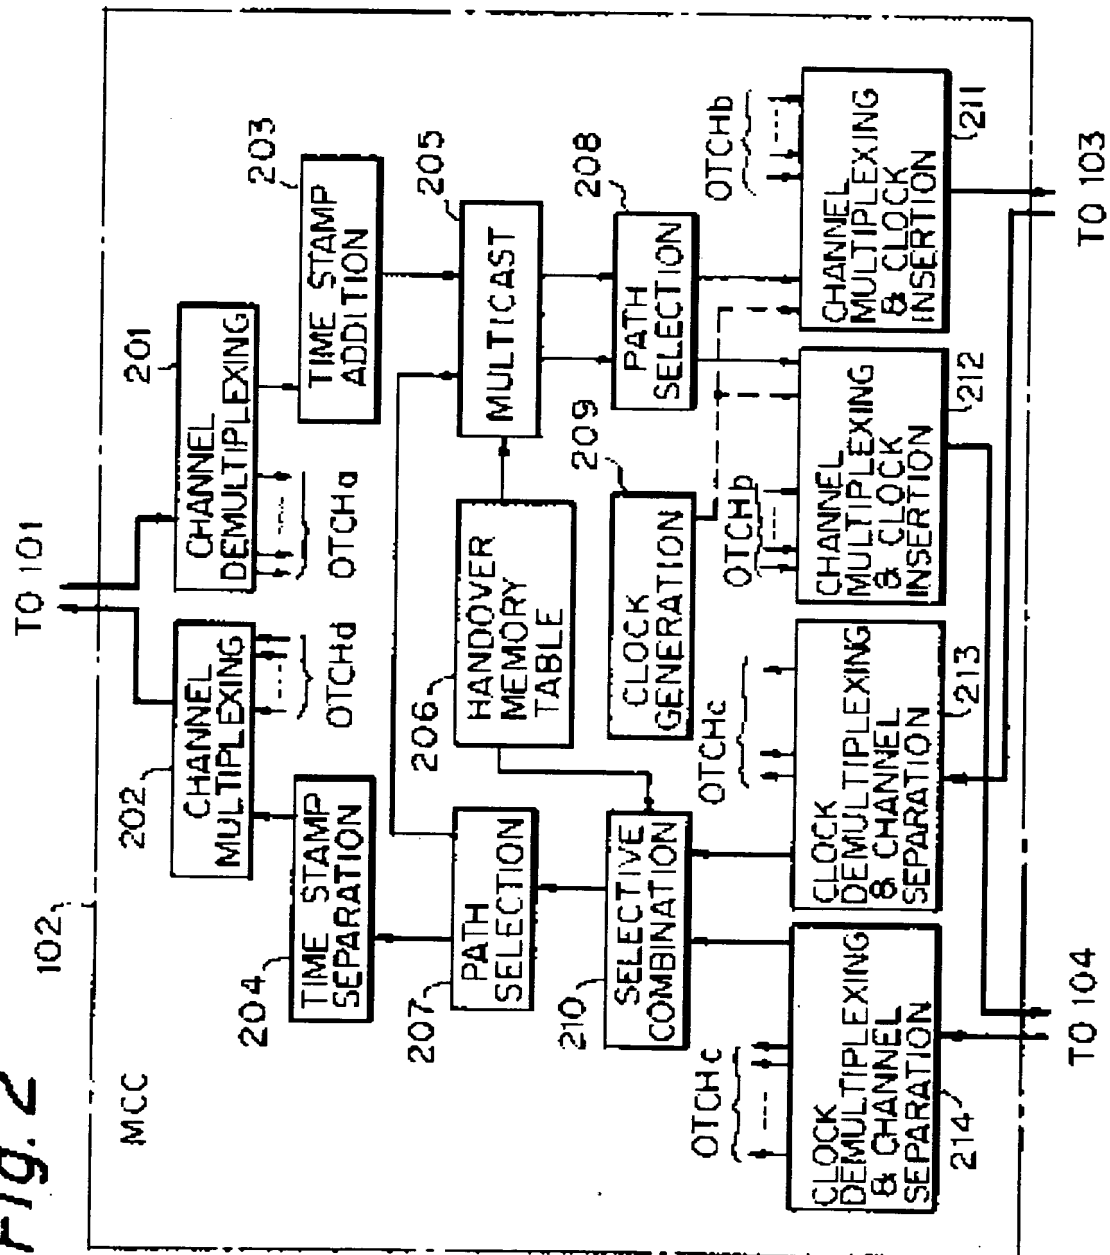 Fig. 2
102
MCC
TO 101
202
CHANNEL
MULTIPLEXING
OTCHd
201
CHANNEL
DEMULTIPLEXING
OTCHa
204
TIME STAMP
SEPARATION
203
TIME STAMP
ADDITION
207
PATH
SELECTION
206
HANDOVER
MEMORY
TABLE
205
MULTICAST
210
SELECTIVE
COMBINATION
209
CLOCK
GENERATION
208
PATH
SELECTION
OTCHc
OTCHc
OTCHb
OTCHb
CLOCK
DEMULTIPLEXING
& CHANNEL
SEPARATION
214
CLOCK
DEMULTIPLEXING
& CHANNEL
SEPARATION
213
CHANNEL
MULTIPLEXING
& CLOCK
INSERTION
212
CHANNEL
MULTIPLEXING
& CLOCK
INSERTION
211
TO 104
TO 103